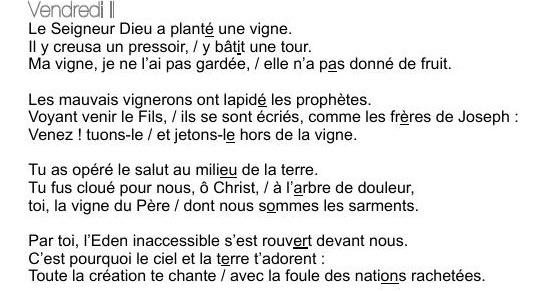 Vendredi II
Le Seigneur Dieu a planté une vigne.
Il y creusa un pressoir, / y bâtit une tour.
Ma vigne, je ne l’ai pas gardée, / elle n’a pas donné de fruit.

Les mauvais vignerons ont lapidé les prophètes.
Voyant venir le Fils, / ils se sont écriés, comme les frères de Joseph :
Venez ! tuons-le / et jetons-le hors de la vigne.

Tu as opéré le salut au milieu de la terre.
Tu fus cloué pour nous, ô Christ, / à l’arbre de douleur,
toi, la vigne du Père / dont nous sommes les sarments.

Par toi, l’Eden inaccessible s’est rouvert devant nous.
C’est pourquoi le ciel et la terre t’adorent :
Toute la création te chante / avec la foule des nations rachetées.